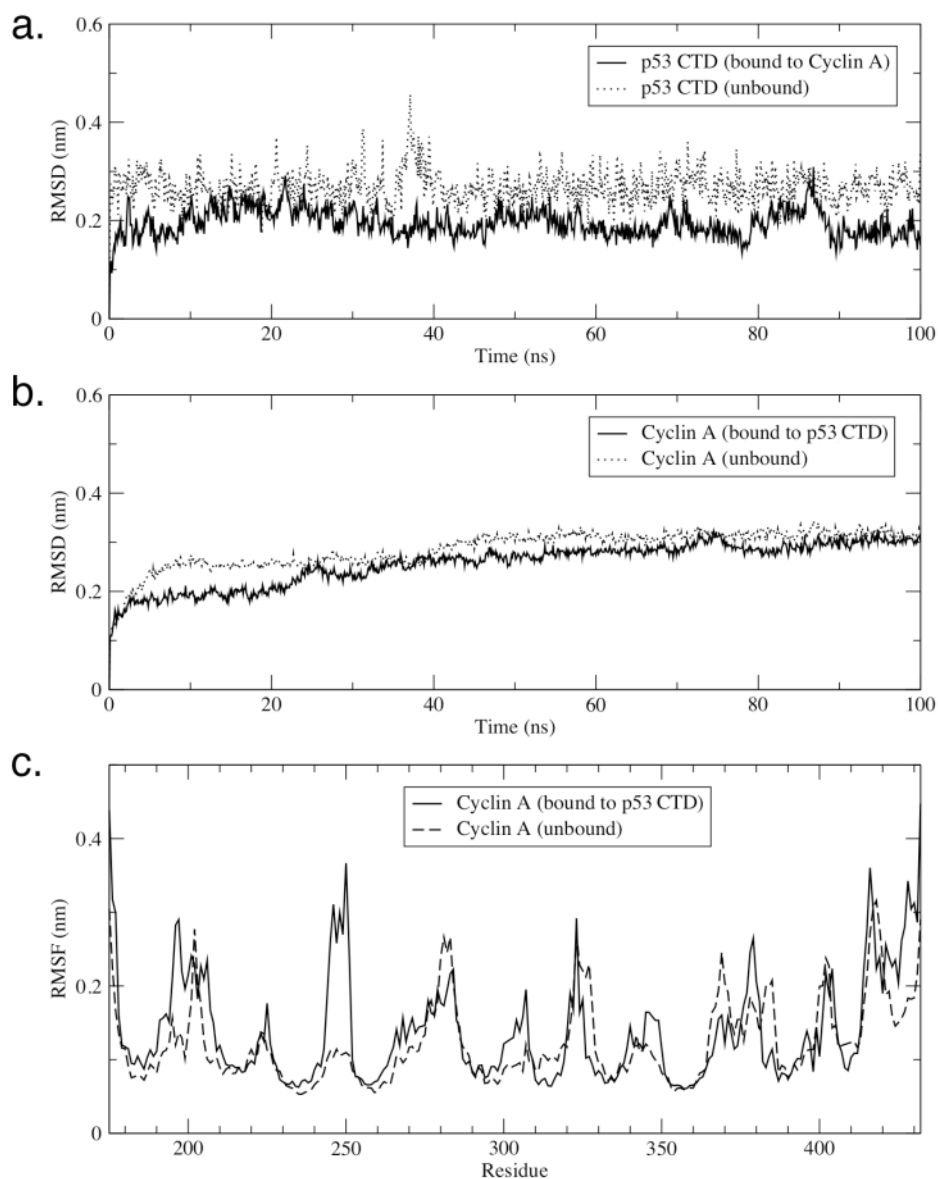 a.
0.6
0.4
0.2
0
RMSD (nm)
p53 CTD (bound to Cyclin A)
p53 CTD (unbound)
0 20 40 60 80 100
Time (ns)
b.
0.6
0.4
0.2
0
RMSD (nm)
Cyclin A (bound to p53 CTD)
Cyclin A (unbound)
0 20 40 60 80 100
Time (ns)
c.
0.4
0.2
0
RMSF (nm)
Cyclin A (bound to p53 CTD)
Cyclin A (unbound)
200 250 300 350 400
Residue